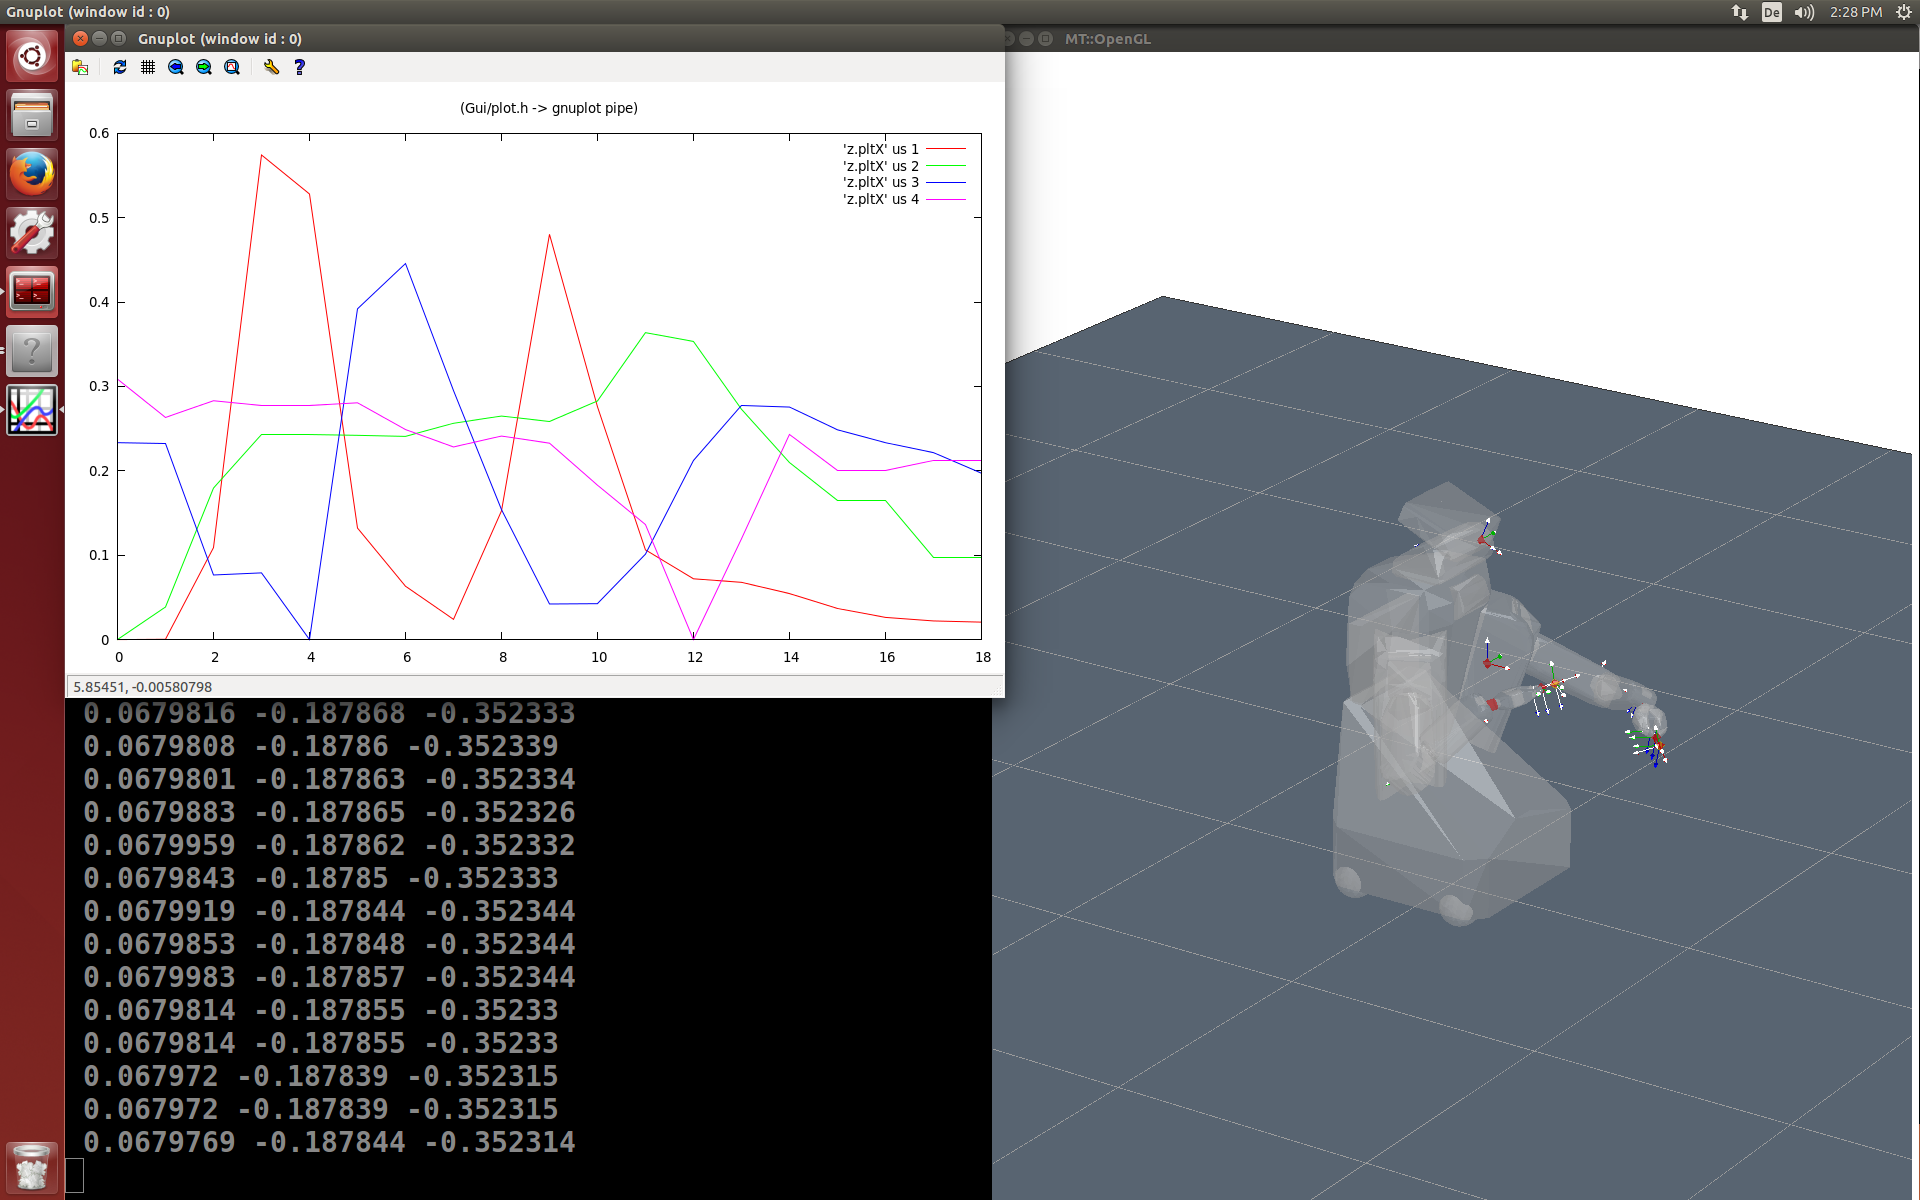 Gnuplot (window id : 0)
De
2:28 PM
Gnuplot (window id : 0)
MT::OpenGL
(Gui/plot.h -> gnuplot pipe)
'z.pltX' us 1
'z.pltX' us 2
'z.pltX' us 3
'z.pltX' us 4
0.6
0.5
0.4
0.3
0.2
0.1
0
0 2 4 6 8 10 12 14 16 18
5.85451, -0.00580798
0.0679816 -0.187868 -0.352333
0.0679808 -0.18786 -0.352339
0.0679801 -0.187863 -0.352334
0.0679883 -0.187865 -0.352326
0.0679959 -0.187862 -0.352332
0.0679843 -0.18785 -0.352333
0.0679919 -0.187844 -0.352344
0.0679853 -0.187848 -0.352344
0.0679983 -0.187857 -0.352344
0.0679814 -0.187855 -0.35233
0.0679814 -0.187855 -0.35233
0.067972 -0.187839 -0.352315
0.067972 -0.187839 -0.352315
0.0679769 -0.187844 -0.352314